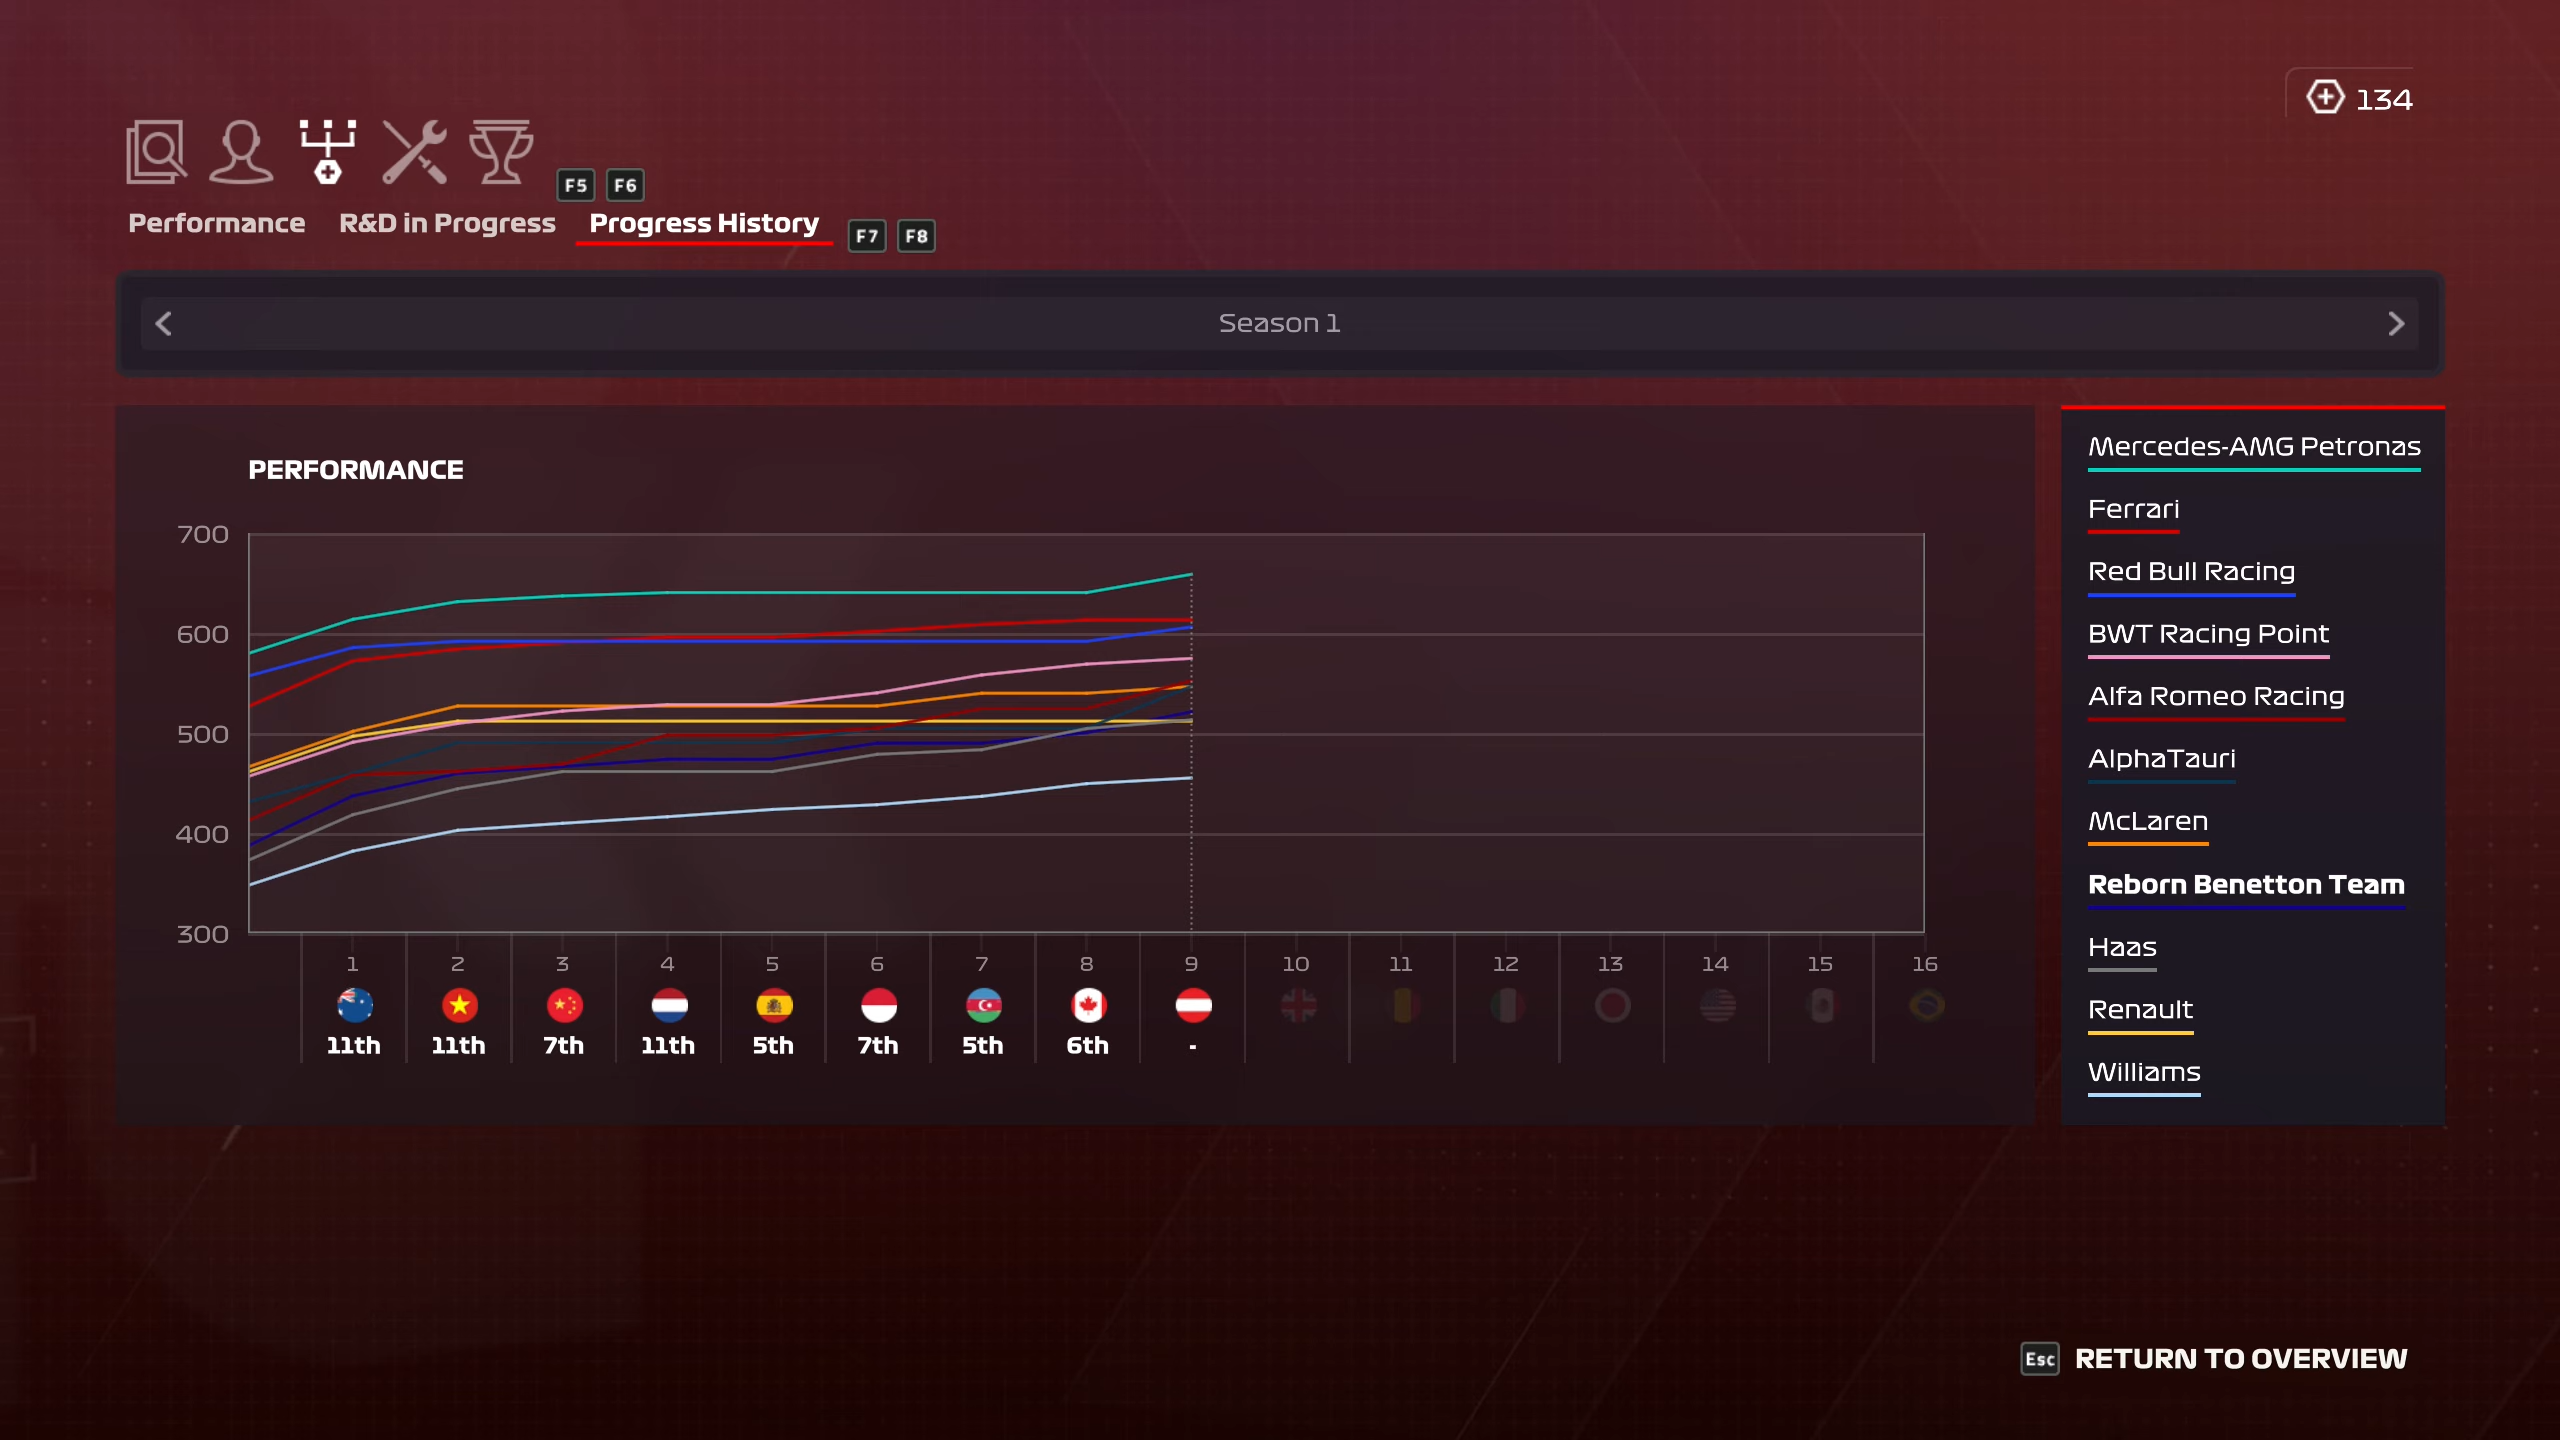 134
F5 F6
Performance R&D in Progress Progress History F7 F8
Season 1
PERFORMANCE
700
600
500
400
300
1 2 3 4 5 6 7 8 9 10 11 12 13 14 15 16
11th 11th 7th 11th 5th 7th 5th 6th -
Mercedes-AMG Petronas
Ferrari
Red Bull Racing
BWT Racing Point
Alfa Romeo Racing
AlphaTauri
McLaren
Reborn Benetton Team
Haas
Renault
Williams
Esc RETURN TO OVERVIEW